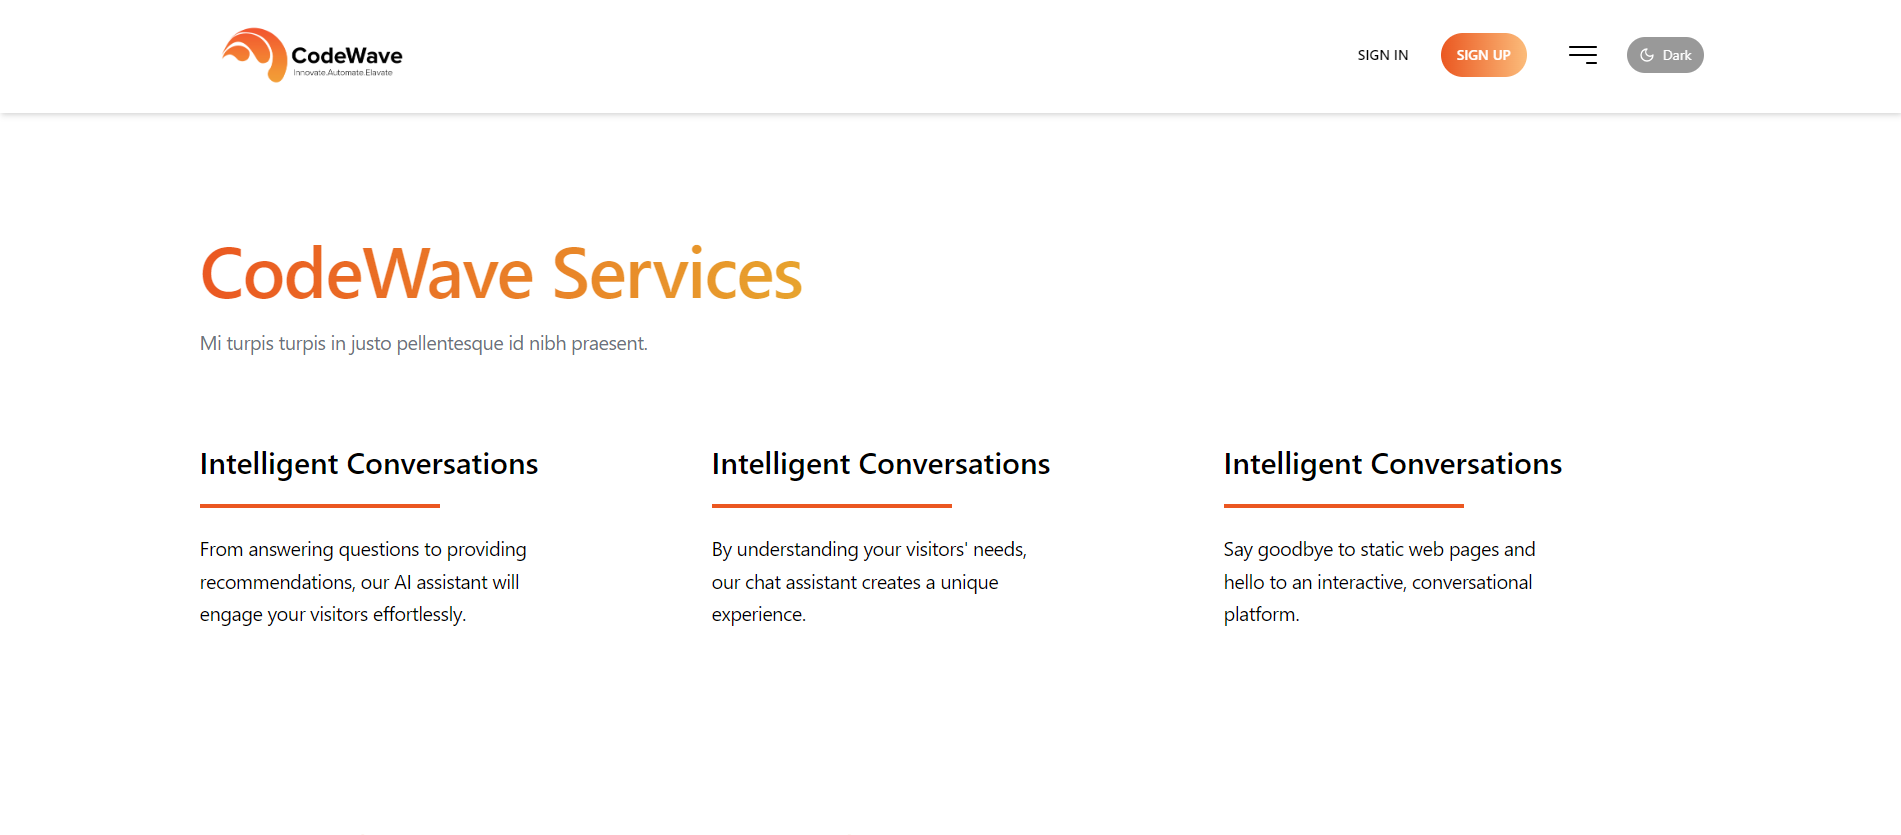 CodeWave
Innovate.Automate.Elavate
SIGN IN
SIGN UP
Dark
CodeWave Services
Mi turpis turpis in justo pellentesque id nibh praesent.
Intelligent Conversations
From answering questions to providing
recommendations, our AI assistant will
engage your visitors effortlessly.
Intelligent Conversations
By understanding your visitors' needs,
our chat assistant creates a unique
experience.
Intelligent Conversations
Say goodbye to static web pages and
hello to an interactive, conversational
platform.